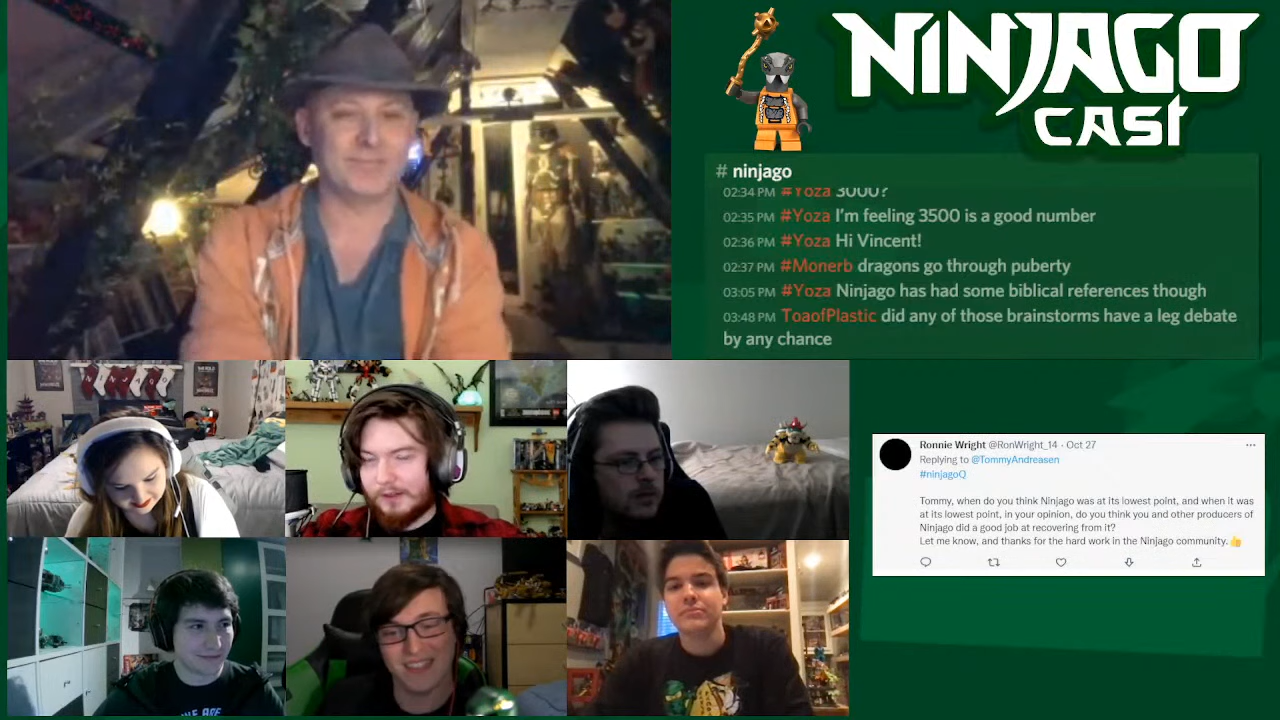 NINJAGO
CAST
# ninjago
02:34 PM #Yoza 3000?
02:35 PM #Yoza I'm feeling 3500 is a good number
02:36 PM #Yoza Hi Vincent!
02:37 PM #Monerb dragons go through puberty
03:05 PM #Yoza Ninjago has had some biblical references though
03:48 PM ToaofPlastic did any of those brainstorms have a leg debate
by any chance
Ronnie Wright @RonWright_14 · Oct 27 ...
Replying to @TommyAndreasen
#ninjagoQ
Tommy, when do you think Ninjago was at its lowest point, and when it was
at its lowest point, in your opinion, do you think you and other producers of
Ninjago did a good job at recovering from it?
Let me know, and thanks for the hard work in the Ninjago community.👍
ARE